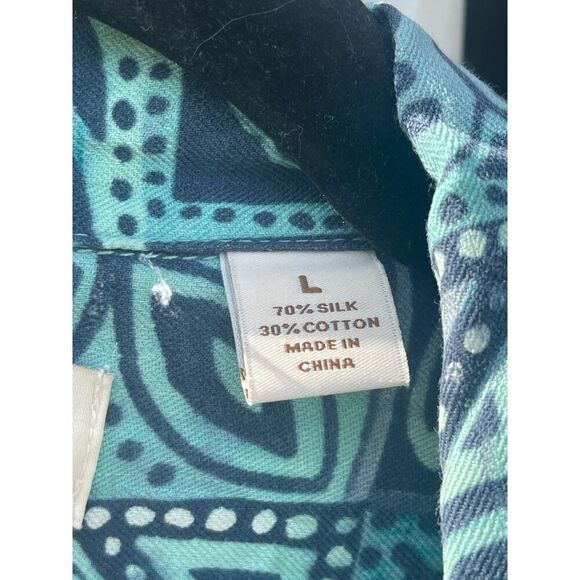 L
70% SILK
30% COTTON
MADE IN
CHINA